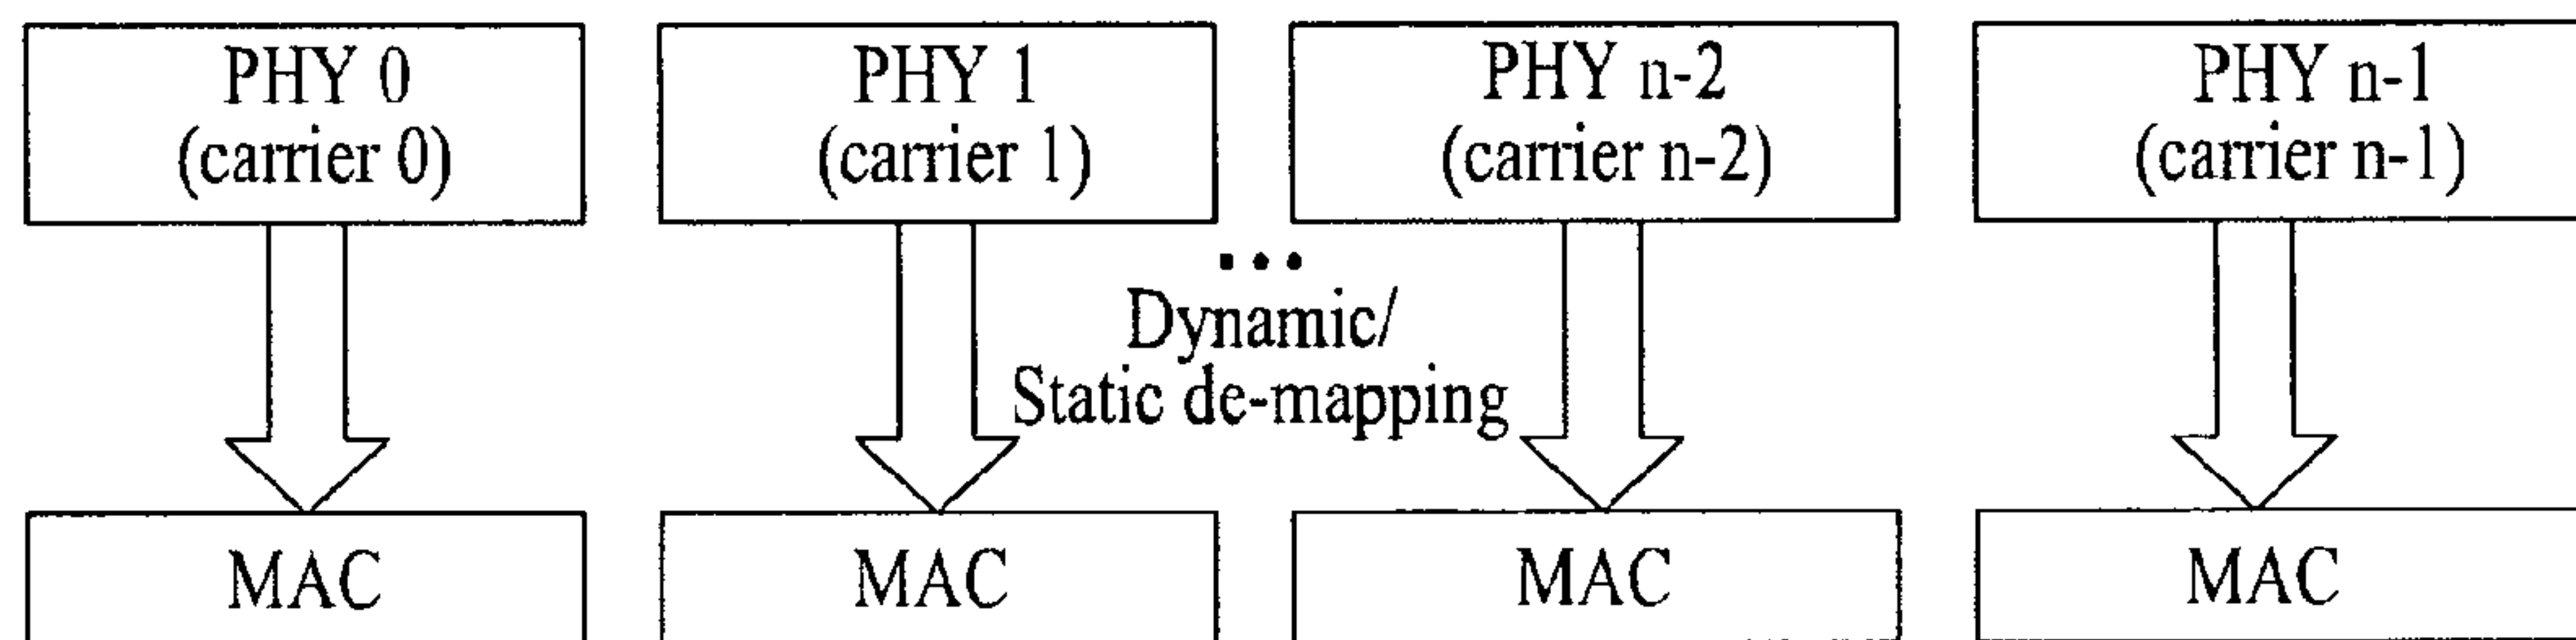 PHY 0
(carrier 0)
PHY 1
(carrier 1)
PHY n-2
(carrier n-2)
PHY n-1
(carrier n-1)
...
Dynamic/
Static de-mapping
MAC
MAC
MAC
MAC